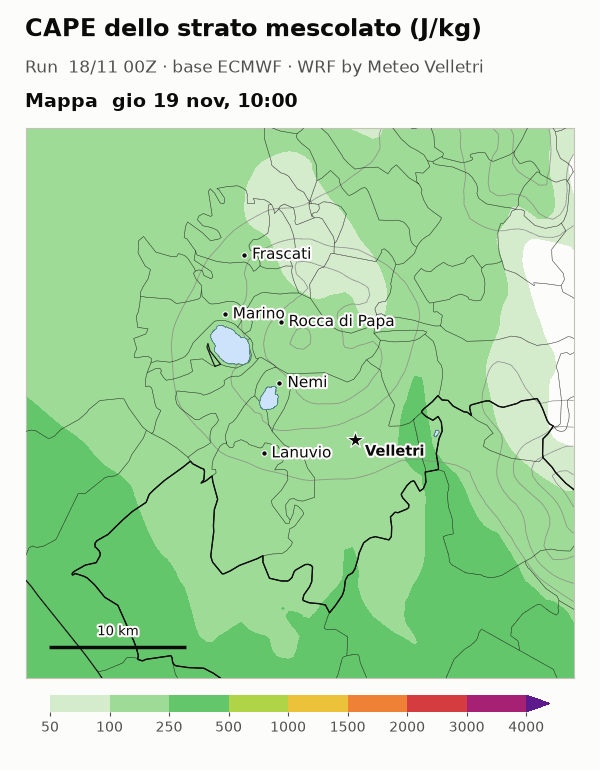 CAPE dello strato mescolato (J/kg)
Run  18/11 00Z · base ECMWF · WRF by Meteo Velletri
Mappa  gio 19 nov, 10:00
Frascati
Marino
Rocca di Papa
Nemi
Lanuvio
Velletri
10 km
50 100 250 500 1000 1500 2000 3000 4000